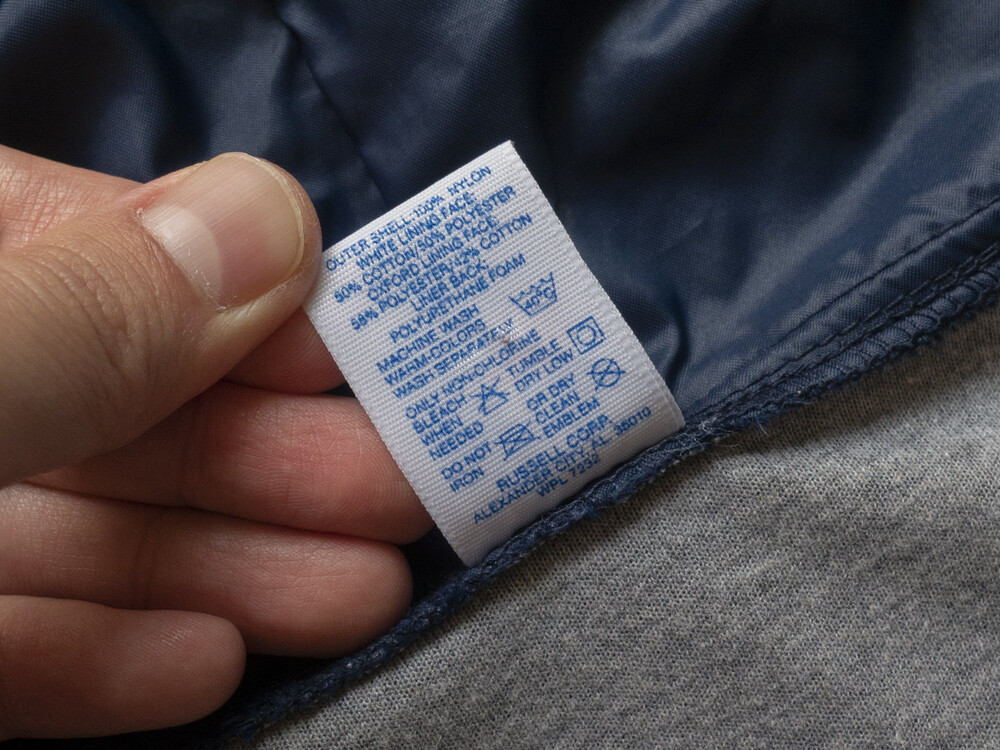 OUTER SHELL-100% NYLON
WHITE LINING FACE:
50% COTTON/50% POLYESTER
OXFORD LINING FACE:
58% POLYESTER/42% COTTON
LINER BACK
POLYURETHANE FOAM
MACHINE WASH
WARM-COLORS
WASH SEPARATELY
40°C
ONLY NON-CHLORINE
BLEACH
WHEN
NEEDED
TUMBLE
DRY LOW
DO NOT
IRON
OR DRY
CLEAN
EMBLEM
RUSSELL CORP.
ALEXANDER CITY, AL 35010
WPL 7232